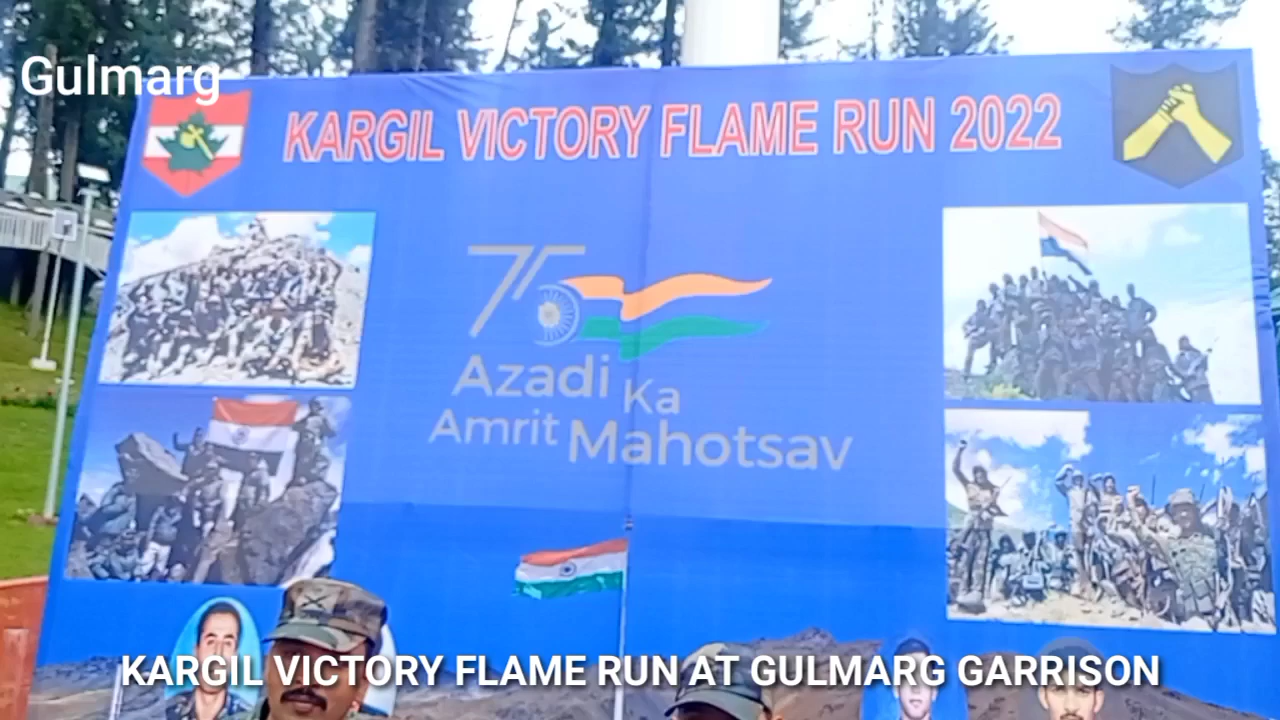 Gulmarg
KARGIL VICTORY FLAME RUN 2022
75
Azadi Ka
Amrit Mahotsav
KARGIL VICTORY FLAME RUN AT GULMARG GARRISON